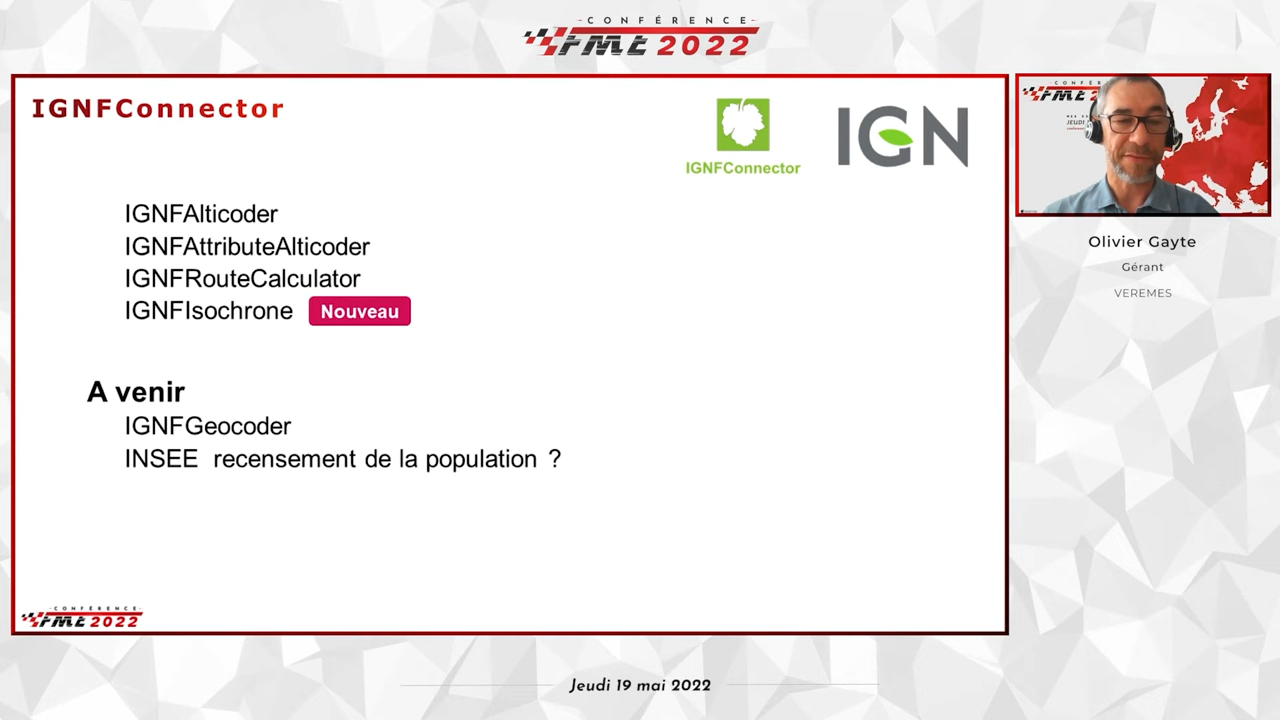 CONFÉRENCE
FME 2022
IGNFConnector
IGNFConnector
IGN
IGNFAlticoder
IGNFAttributeAlticoder
IGNFRouteCalculator
IGNFIsochrone Nouveau
A venir
IGNFGeocoder
INSEE recensement de la population ?
CONFÉRENCE
FME 2022
Olivier Gayte
Gérant
VEREMES
Jeudi 19 mai 2022